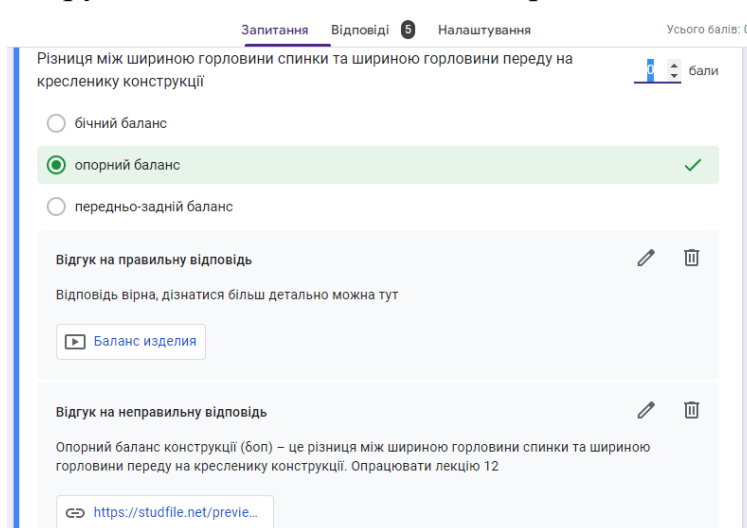 Запитання Відповіді 5 Налаштування Усього балів: 0
Різниця між шириною горловини спинки та шириною горловини переду на
кресленику конструкції
0 бали
бічний баланс
опорний баланс
передньо-задній баланс
Відгук на правильну відповідь
Відповідь вірна, дізнатися більш детально можна тут
Баланс изделия
Відгук на неправильну відповідь
Опорний баланс конструкції (боп) – це різниця між шириною горловини спинки та шириною
горловини переду на кресленику конструкції. Опрацювати лекцію 12
https://studfile.net/previe...